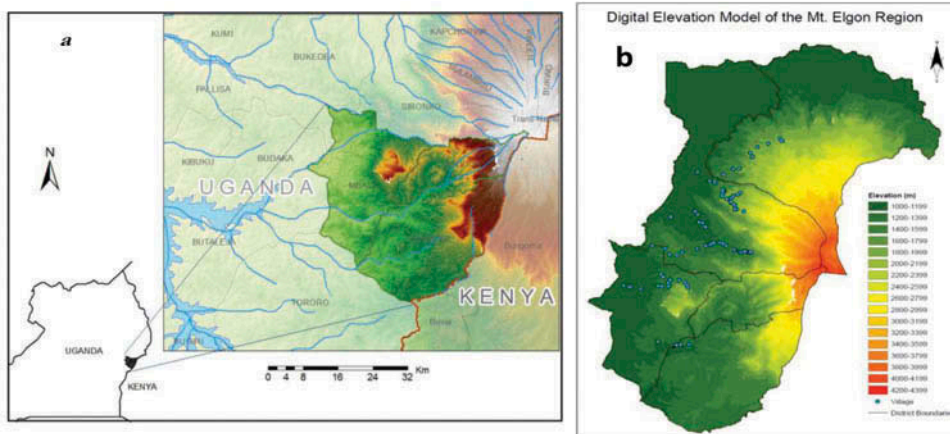 a
KUMI
BUKEDEA
KAPCHORWA
PALLISA
SIRONKO
KIBUKU
BUDAKA
UGANDA
BUTALEJA
TORORO
KENYA
N
UGANDA
KENYA
0 4 8 16 24 32
Km
Digital Elevation Model of the Mt. Elgon Region
b
Elevation (m)
1000-1199
1200-1399
1400-1599
1600-1799
1800-1999
2000-2199
2200-2399
2400-2599
2600-2799
2800-2999
3000-3199
3200-3399
3400-3599
3600-3799
3800-3999
4000-4199
4200-4399
Village
District Boundaries